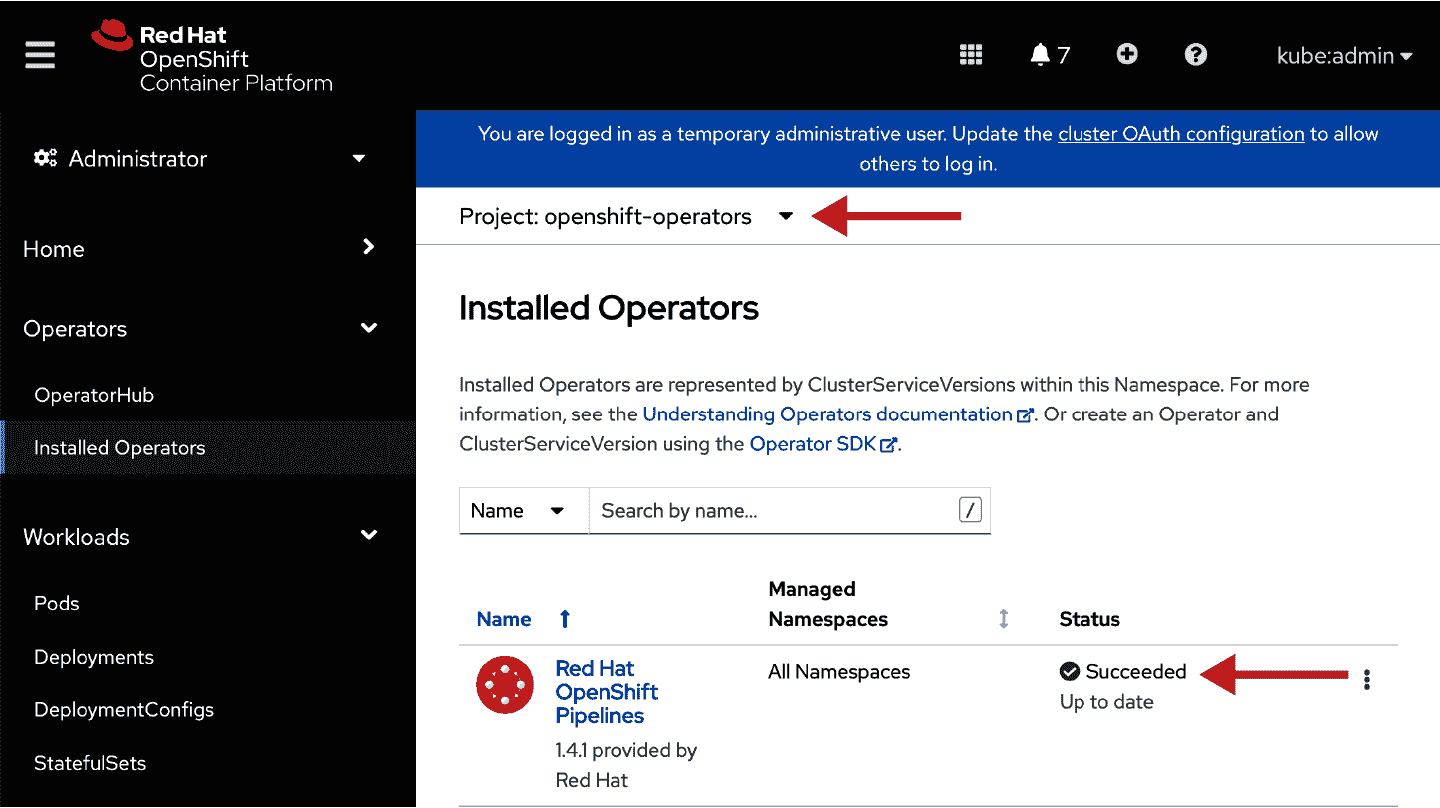 Red Hat
OpenShift
Container Platform
7
kube:admin
Administrator
Home
Operators
OperatorHub
Installed Operators
Workloads
Pods
Deployments
DeploymentConfigs
StatefulSets
You are logged in as a temporary administrative user. Update the cluster OAuth configuration to allow
others to log in.
Project: openshift-operators
Installed Operators
Installed Operators are represented by ClusterServiceVersions within this Namespace. For more
information, see the Understanding Operators documentation. Or create an Operator and
ClusterServiceVersion using the Operator SDK.
Name
Search by name...
/
Name
Managed
Namespaces
Status
Red Hat
OpenShift
Pipelines
1.4.1 provided by
Red Hat
All Namespaces
Succeeded
Up to date